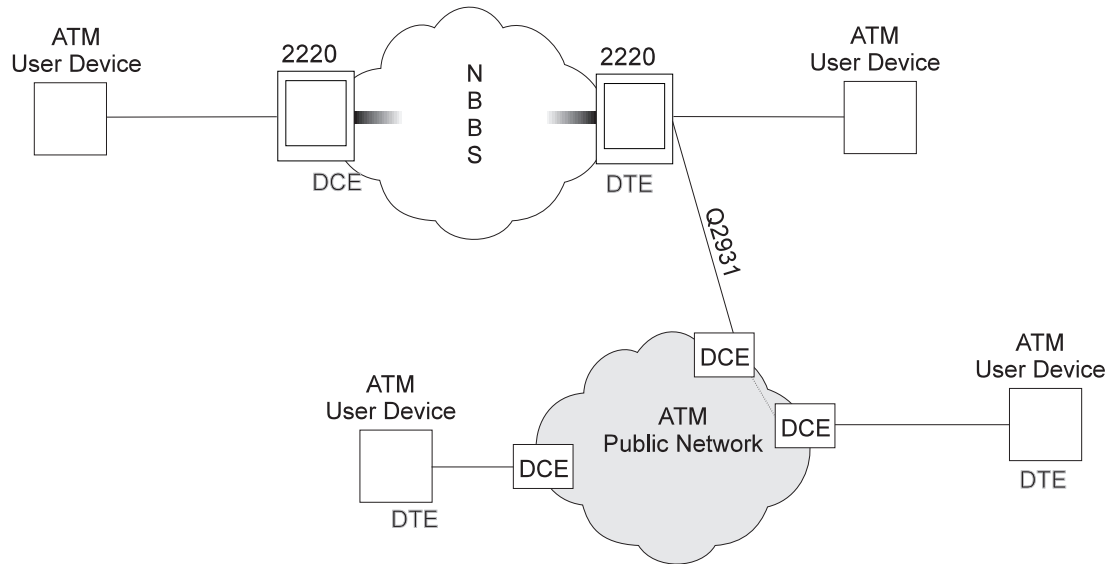 ATM
User Device
2220
N
B
B
S
2220
ATM
User Device
DCE
DTE
Q2931
DCE
ATM
User Device
ATM
User Device
ATM
Public Network
DCE
DCE
DTE
DTE